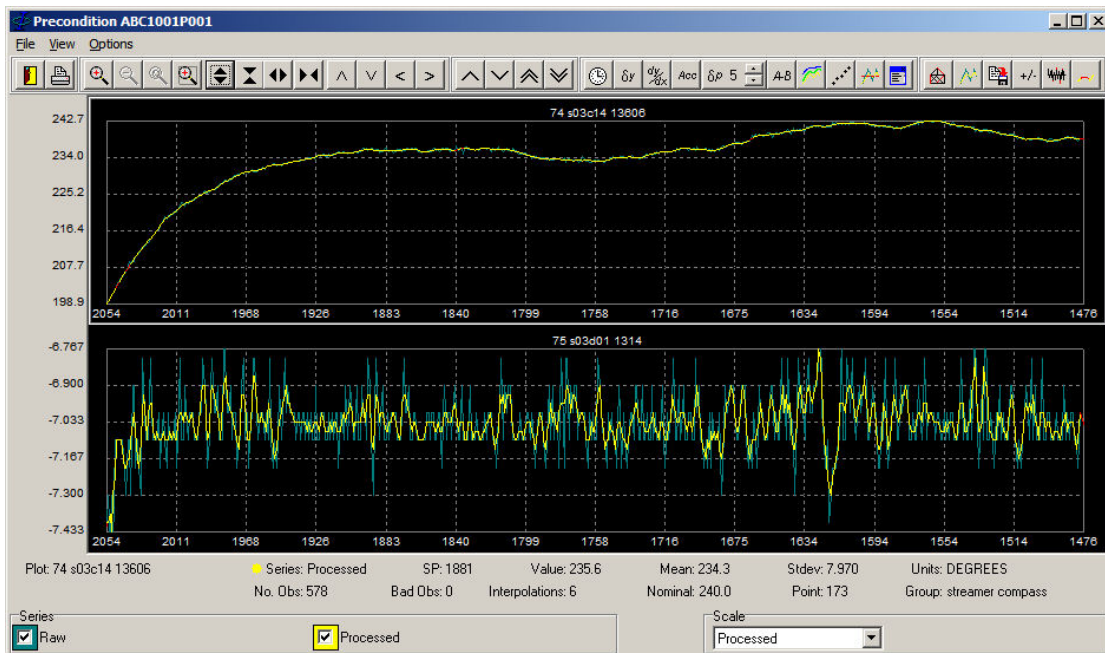 Precondition ABC1001P001
File View Options
δy dy/dx Acc δp 5 A-B +/-
74 s03c14 13606
242.7
234.0
225.2
216.4
207.7
198.9
2054 2011 1968 1926 1883 1840 1799 1758 1716 1675 1634 1594 1554 1514 1476
75 s03d01 1314
-6.767
-6.900
-7.033
-7.167
-7.300
-7.433
2054 2011 1968 1926 1883 1840 1799 1758 1716 1675 1634 1594 1554 1514 1476
Plot: 74 s03c14 13606 Series: Processed SP: 1881 Value: 235.6 Mean: 234.3 Stdev: 7.970 Units: DEGREES
No. Obs: 578 Bad Obs: 0 Interpolations: 6 Nominal: 240.0 Point: 173 Group: streamer compass
Series Scale
Raw Processed Processed